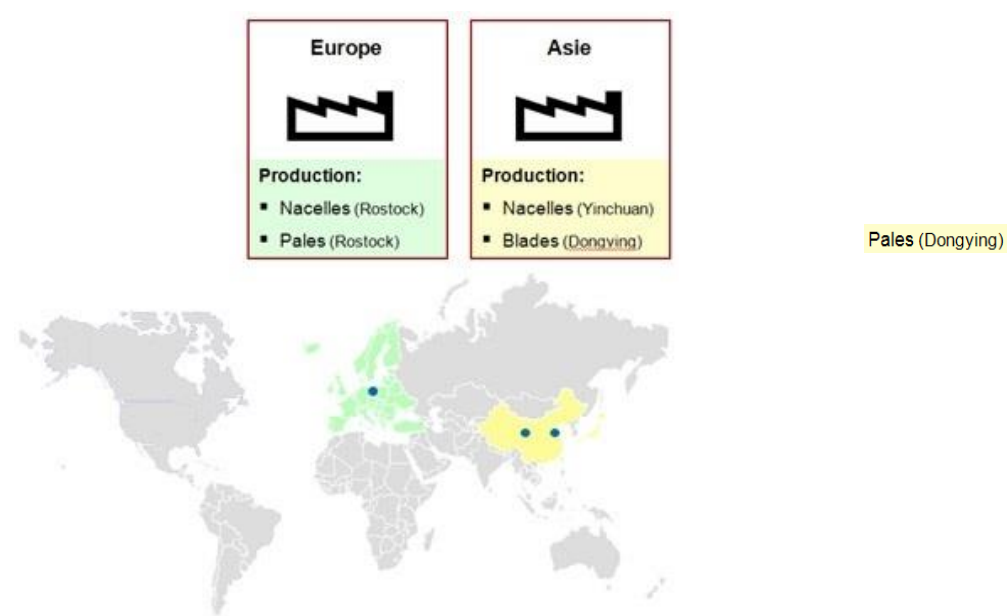 Europe
Production:
▪ Nacelles (Rostock)
▪ Pales (Rostock)
Asie
Production:
▪ Nacelles (Yinchuan)
▪ Blades (Dongying)
Pales (Dongying)